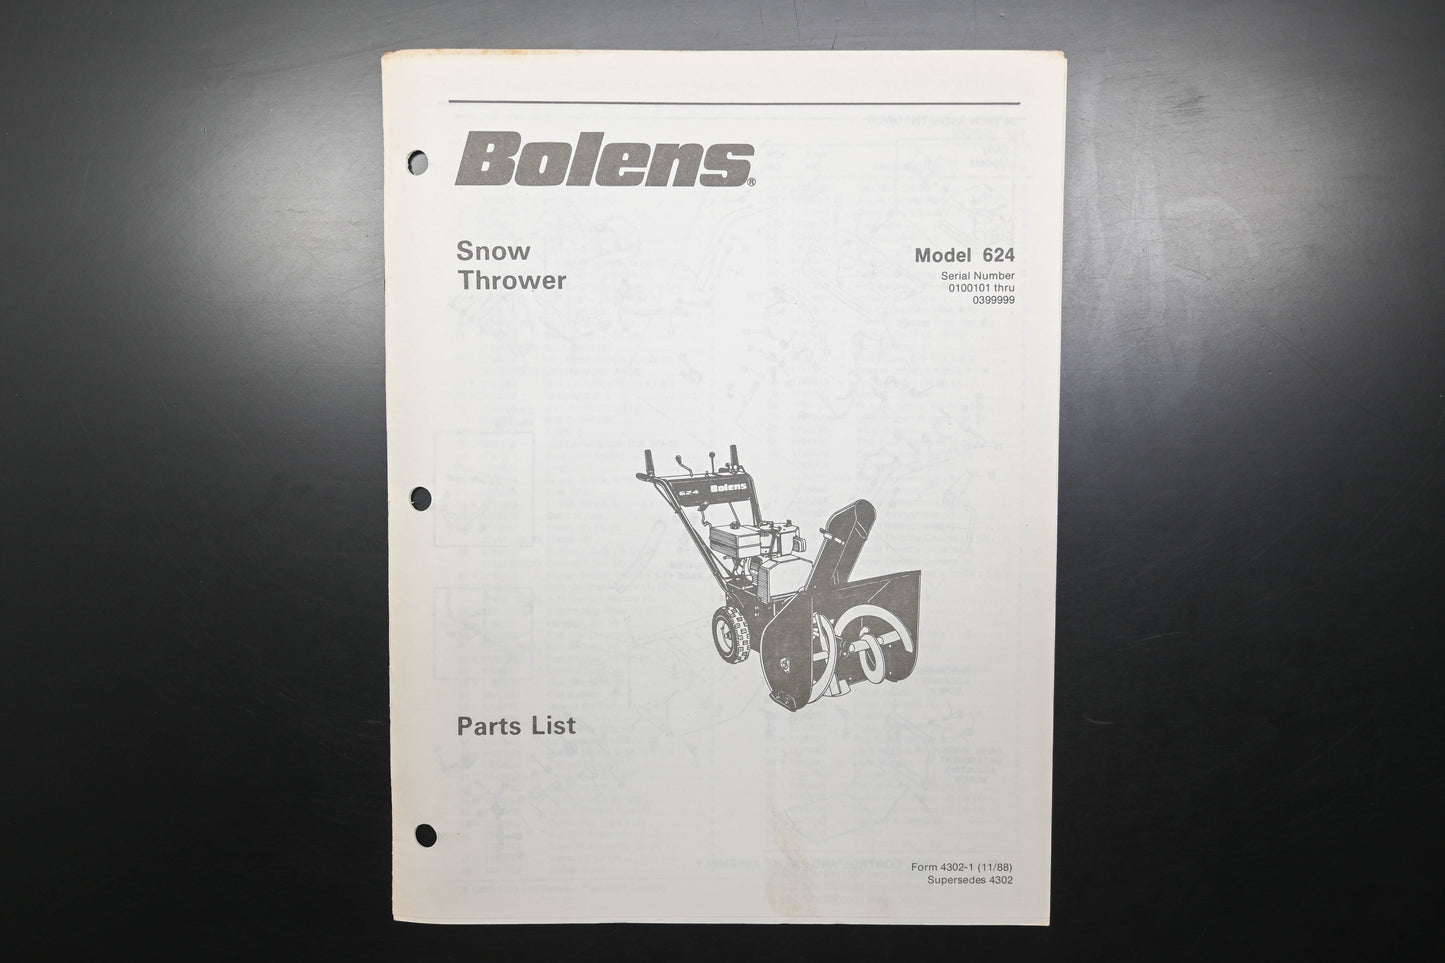 Bolens®
Snow
Thrower
Model 624
Serial Number
0100101 thru
0399999
624 Bolens
Parts List
Form 4302-1 (11/88)
Supersedes 4302